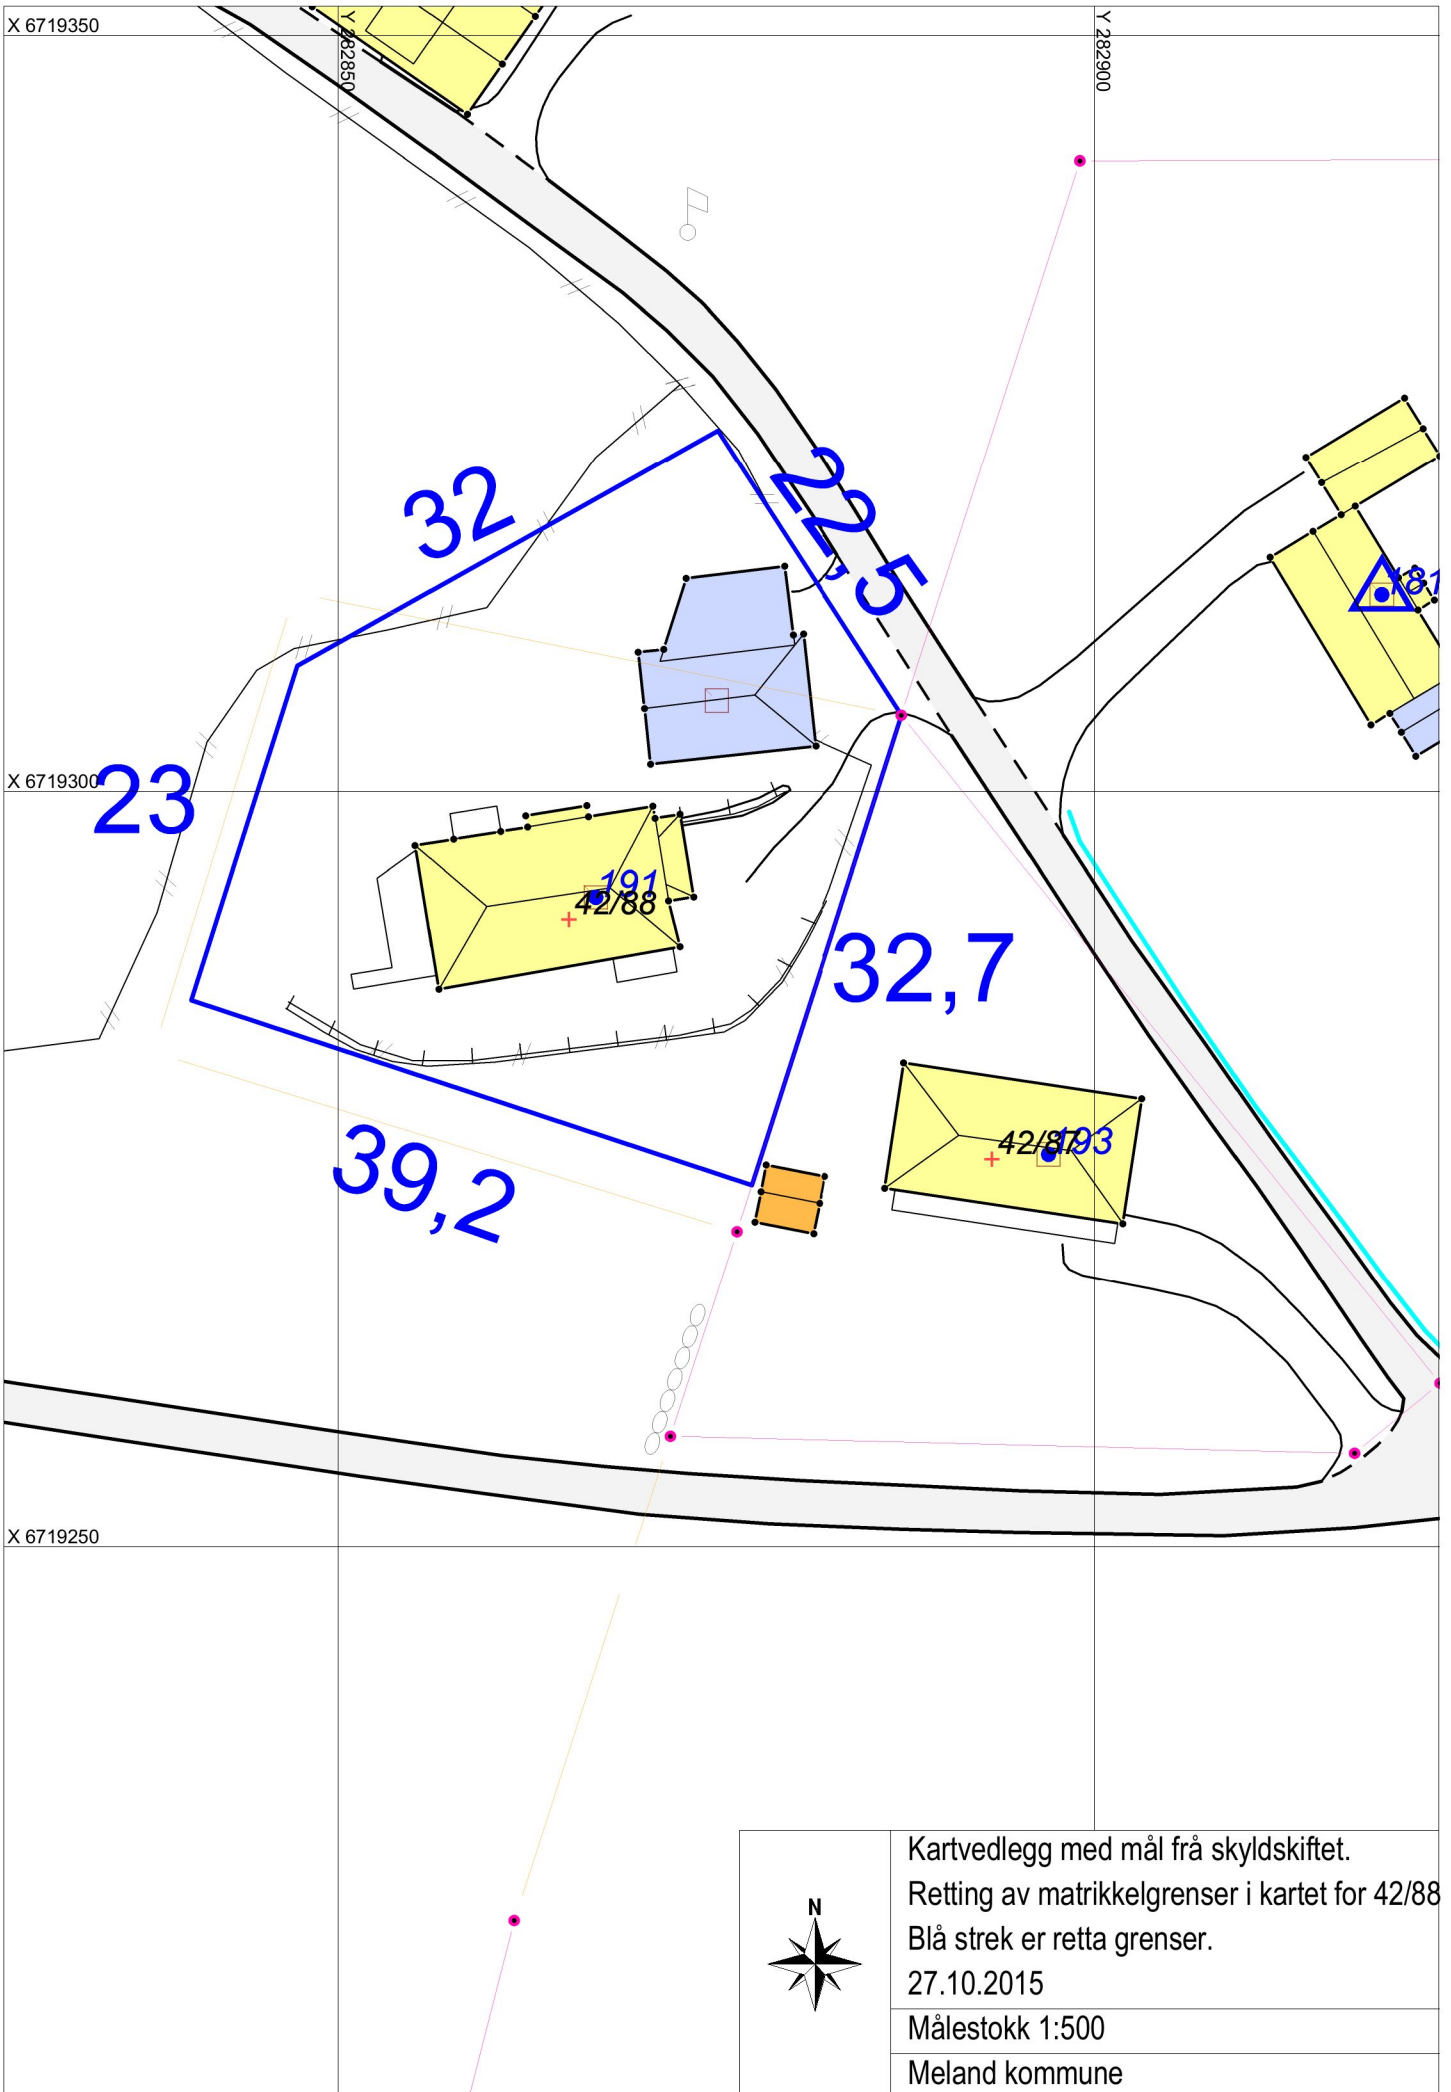 X 6719350
Y 282850
Y 282900
32
22,5
181
X 6719300
23
191
42/88
32,7
42/87
193
39,2
X 6719250
N
Kartvedlegg med mål frå skyldskiftet.
Retting av matrikkelgrenser i kartet for 42/88
Blå strek er retta grenser.
27.10.2015
Målestokk 1:500
Meland kommune